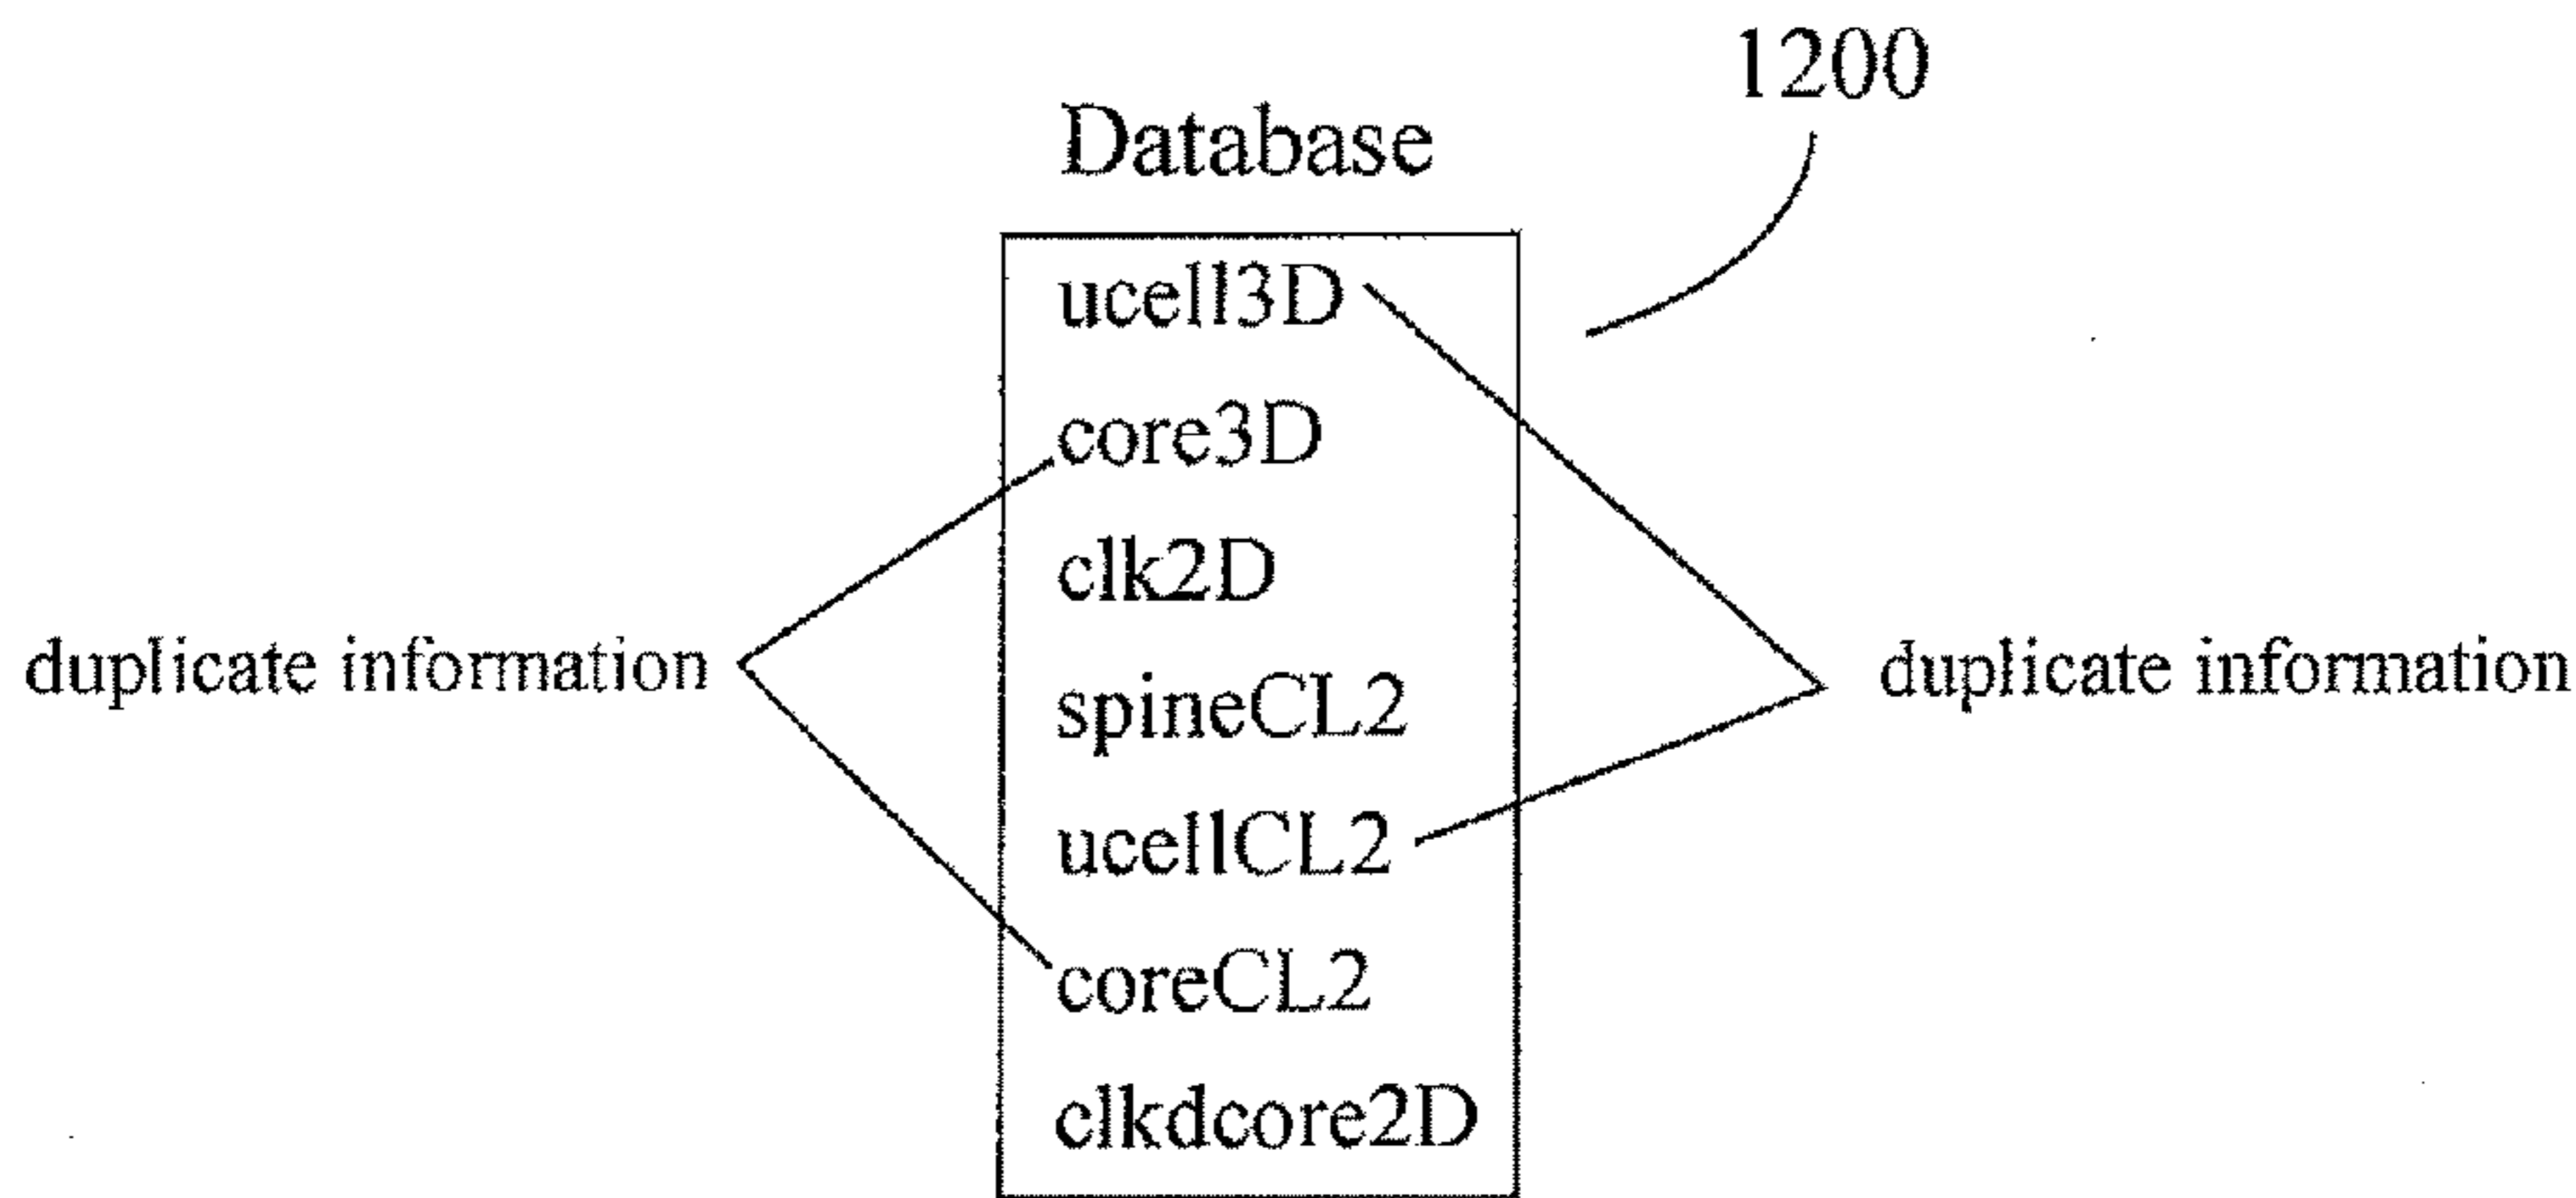 1200
Database
ucell3D
core3D
clk2D
duplicate information
spineCL2
duplicate information
ucellCL2
coreCL2
clkdcore2D